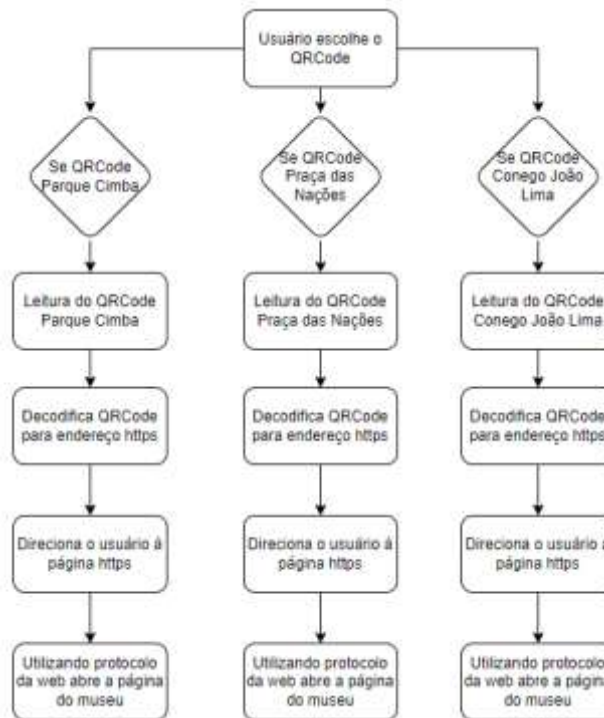 Usuário escolhe o
QRCode
Se QRCode
Parque Cimba
Se QRCode
Praça das
Nações
Se QRCode
Conego João
Lima
Leitura do QRCode
Parque Cimba
Leitura do QRCode
Praça das Nações
Leitura do QRCode
Conego João Lima
Decodifica QRCode
para endereço https
Decodifica QRCode
para endereço https
Decodifica QRCode
para endereço https
Direciona o usuário á
página https
Direciona o usuário á
página https
Direciona o usuário á
página https
Utilizando protocolo
da web abre a página
do museu
Utilizando protocolo
da web abre a página
do museu
Utilizando protocolo
da web abre a página
do museu